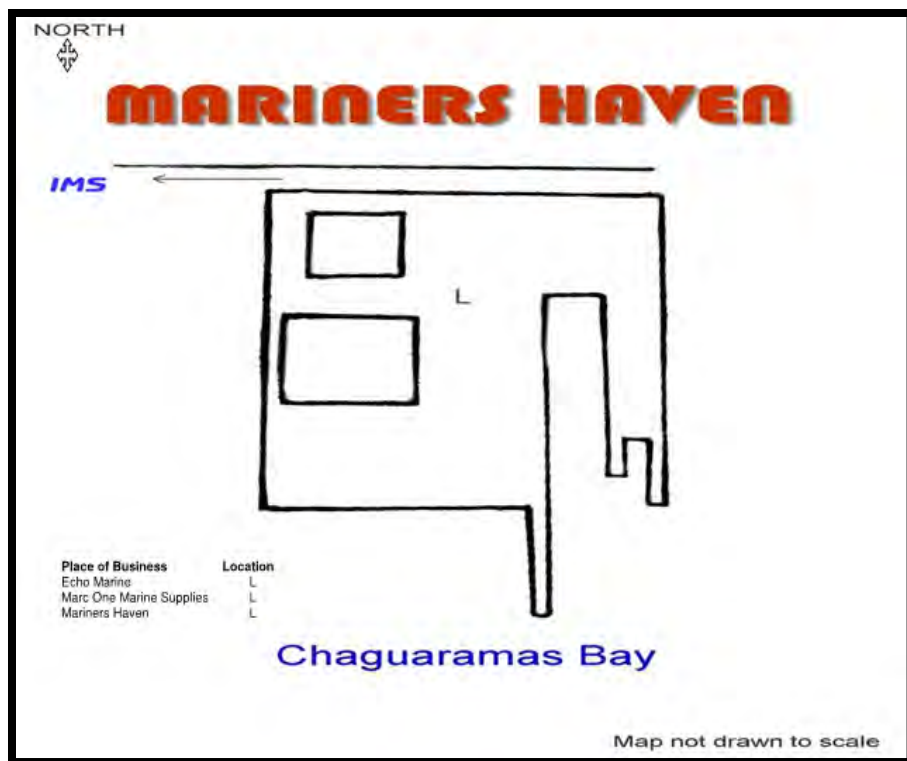 NORTH
MARINERS HAVEN
IMS
L
Place of Business Location
Echo Marine L
Marc One Marine Supplies L
Mariners Haven L
Chaguaramas Bay
Map not drawn to scale